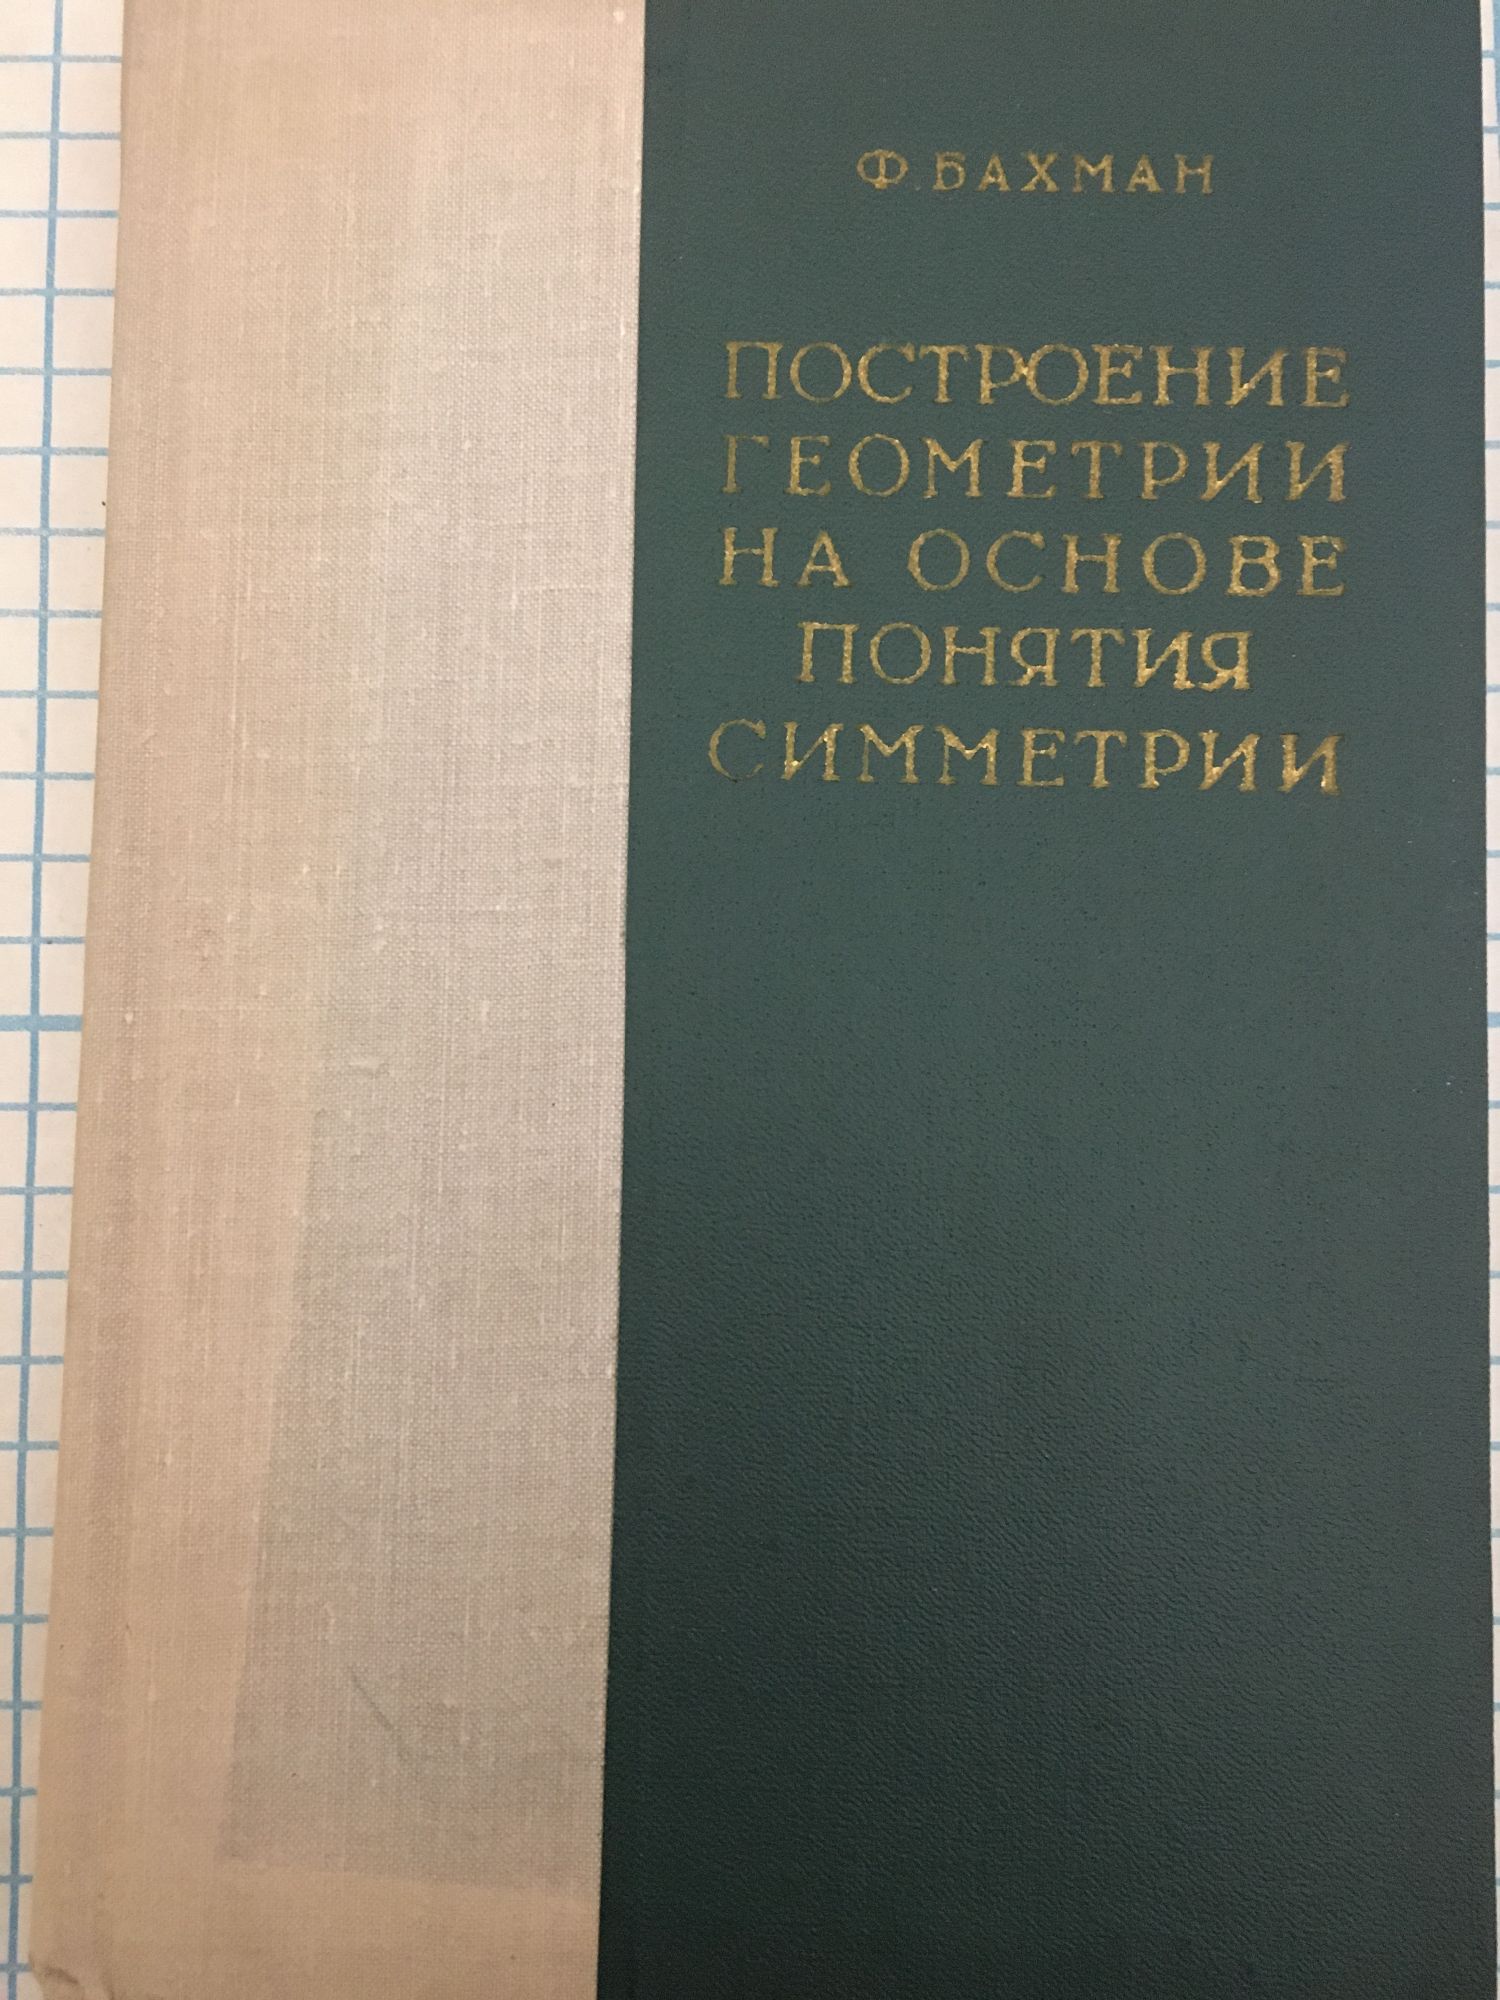 Ф. БАХМАН
ПОСТРОЕНИЕ
ГЕОМЕТРИИ
НА ОСНОВЕ
ПОНЯТИЯ
СИММЕТРИИ